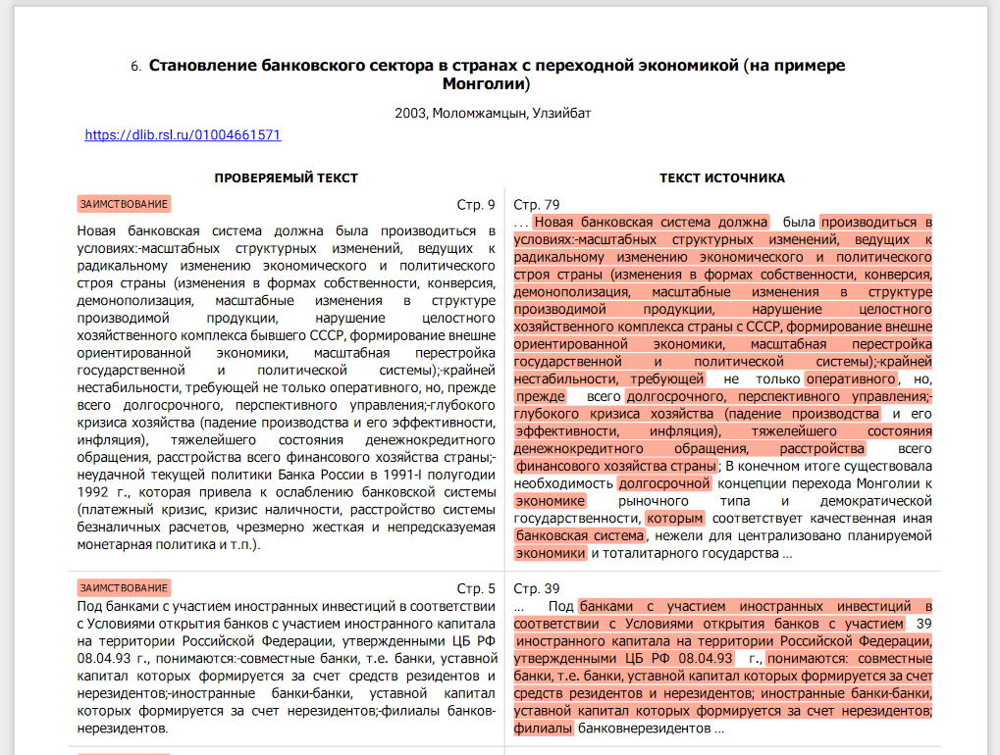 6. Становление банковского сектора в странах с переходной экономикой (на примере
Монголии)
2003, Моломжамцын, Улзийбат
https://dlib.rsl.ru/01004661571
ПРОВЕРЯЕМЫЙ ТЕКСТ
ЗАИМСТВОВАНИЕ
Стр. 9
Новая банковская система должна была производиться в
условиях:-масштабных структурных изменений, ведущих к
радикальному изменению экономического и политического
строя страны (изменения в формах собственности, конверсия,
демонополизация, масштабные изменения в структуре
производимой продукции, нарушение целостного
хозяйственного комплекса бывшего СССР, формирование внешне
ориентированной экономики, масштабная перестройка
государственной и политической системы);-крайней
нестабильности, требующей не только оперативного, но, прежде
всего долгосрочного, перспективного управления;-глубокого
кризиса хозяйства (падение производства и его эффективности,
инфляция), тяжелейшего состояния денежнокредитного
обращения, расстройства всего финансового хозяйства страны;-
неудачной текущей политики Банка России в 1991-I полугодии
1992 г., которая привела к ослаблению банковской системы
(платежный кризис, кризис наличности, расстройство системы
безналичных расчетов, чрезмерно жесткая и непредсказуемая
монетарная политика и т.п.).
ТЕКСТ ИСТОЧНИКА
Стр. 79
... Новая банковская система должна была производиться в
условиях:-масштабных структурных изменений, ведущих к
радикальному изменению экономического и политического
строя страны (изменения в формах собственности, конверсия,
демонополизация, масштабные изменения в структуре
производимой продукции, нарушение целостного
хозяйственного комплекса страны с СССР, формирование внешне
ориентированной экономики, масштабная перестройка
государственной и политической системы);-крайней
нестабильности, требующей не только оперативного, но,
прежде всего долгосрочного, перспективного управления;-
глубокого кризиса хозяйства (падение производства и его
эффективности, инфляция), тяжелейшего состояния
денежнокредитного обращения, расстройства всего
финансового хозяйства страны; В конечном итоге существовала
необходимость долгосрочной концепции перехода Монголии к
экономике рыночного типа и демократической
государственности, которым соответствует качественная иная
банковская система, нежели для централизовано планируемой
экономики и тоталитарного государства ...
ЗАИМСТВОВАНИЕ
Стр. 5
Под банками с участием иностранных инвестиций в соответствии
с Условиями открытия банков с участием иностранного капитала
на территории Российской Федерации, утвержденными ЦБ РФ
08.04.93 г., понимаются:-совместные банки, т.е. банки, уставной
капитал которых формируется за счет средств резидентов и
нерезидентов;-иностранные банки-банки, уставной капитал
которых формируется за счет нерезидентов;-филиалы банков-
нерезидентов.
Стр. 39
... Под банками с участием иностранных инвестиций в
соответствии с Условиями открытия банков с участием 39
иностранного капитала на территории Российской Федерации,
утвержденными ЦБ РФ 08.04.93 г., понимаются: совместные
банки, т.е. банки, уставной капитал которых формируется за счет
средств резидентов и нерезидентов; иностранные банки-банки,
уставной капитал которых формируется за счет нерезидентов;
филиалы банковнерезидентов ...